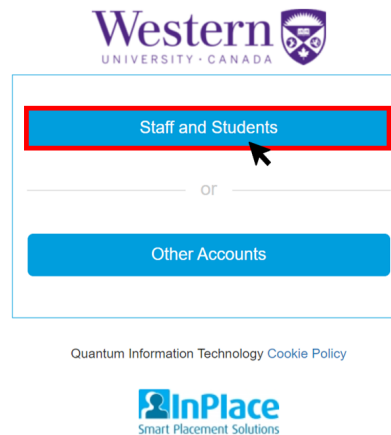 Western
UNIVERSITY · CANADA
Staff and Students
or
Other Accounts
Quantum Information Technology Cookie Policy
InPlace
Smart Placement Solutions